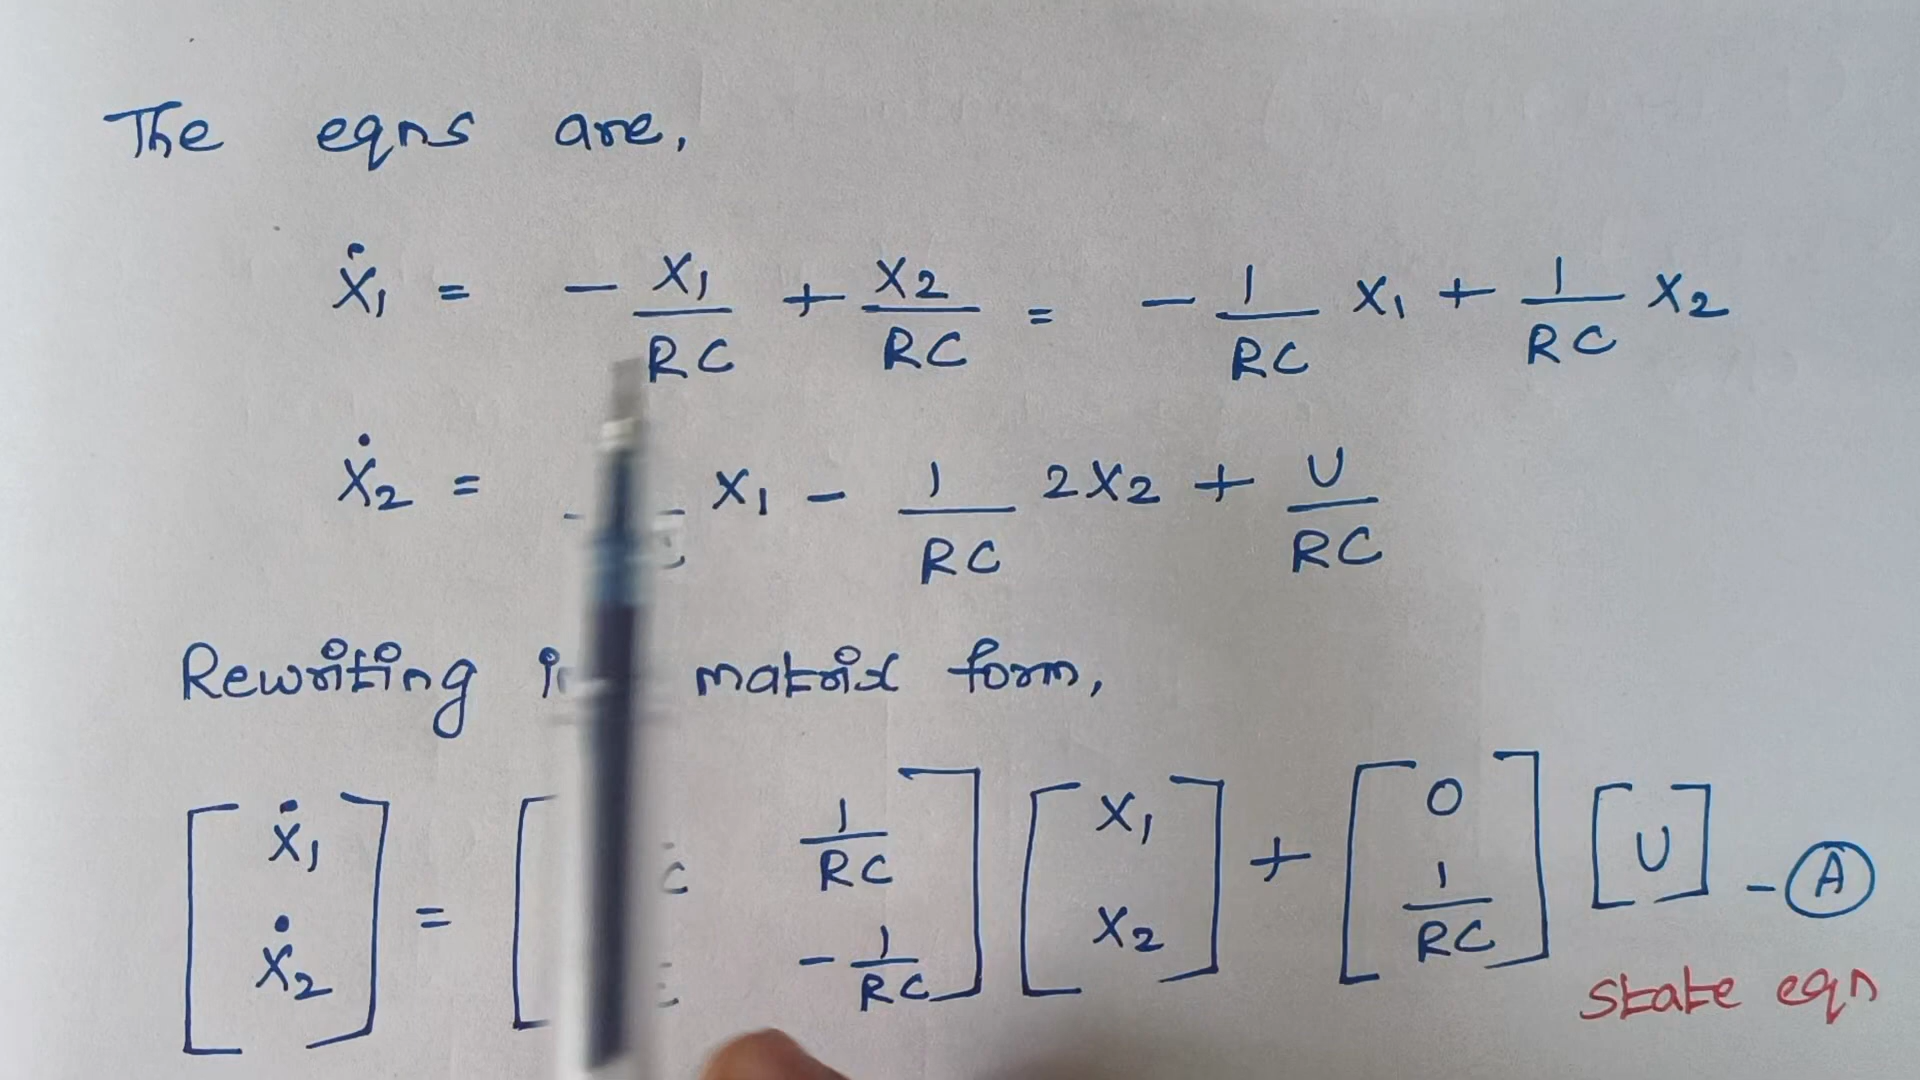 The eqns are,
ẋ₁ = - x₁/RC + x₂/RC = - 1/RC x₁ + 1/RC x₂
ẋ₂ = x₁ - 1/RC 2x₂ + U/RC
Rewriting matrix form,
[ẋ₁ ẋ₂] = [ 1/RC -1/RC] [x₁ x₂] + [0 1/RC] [U] - (A)
state eqn